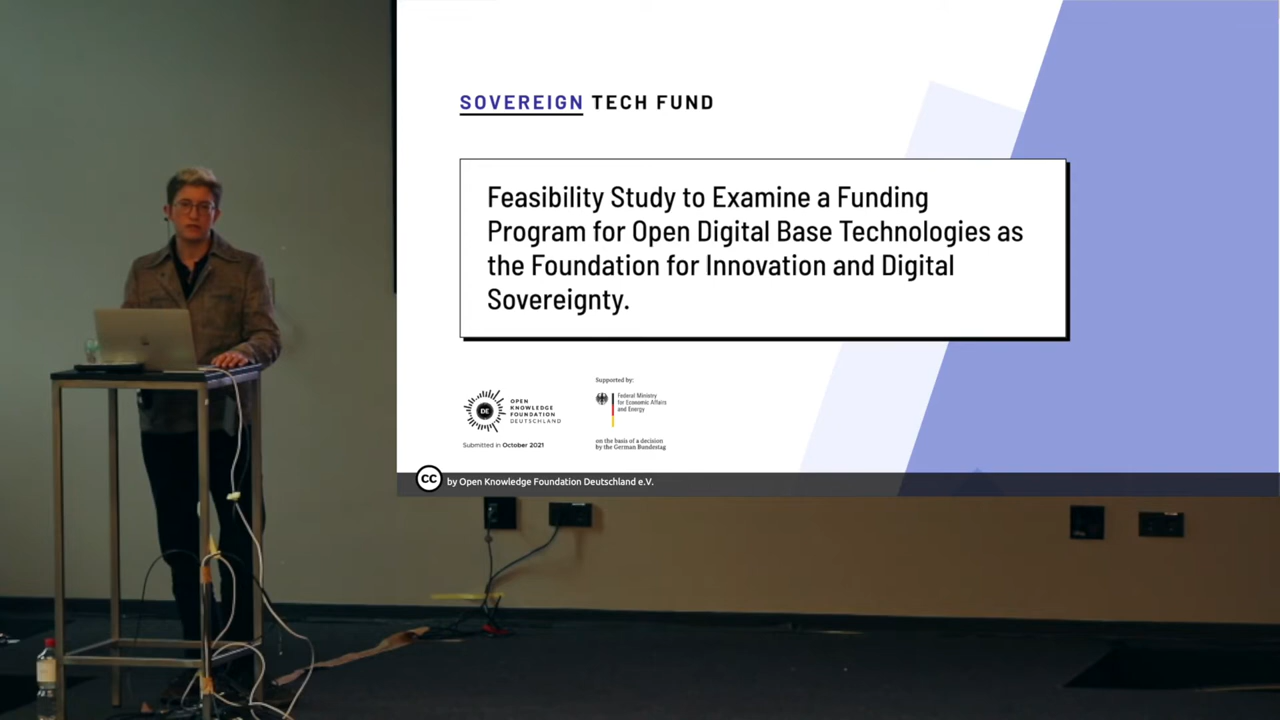 SOVEREIGN TECH FUND
Feasibility Study to Examine a Funding
Program for Open Digital Base Technologies as
the Foundation for Innovation and Digital
Sovereignty.
OPEN
KNOWLEDGE
FOUNDATION
DEUTSCHLAND
DE
Submitted in October 2021
Supported by:
Federal Ministry
for Economic Affairs
and Energy
on the basis of a decision
by the German Bundestag
CC by Open Knowledge Foundation Deutschland e.V.